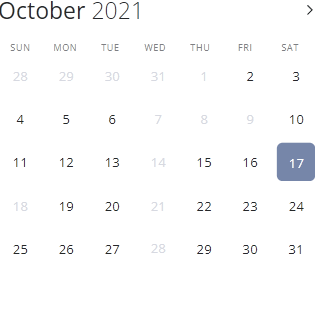 October 2021
SUN MON TUE WED THU FRI SAT
28 29 30 31 1 2 3
4 5 6 7 8 9 10
11 12 13 14 15 16 17
18 19 20 21 22 23 24
25 26 27 28 29 30 31